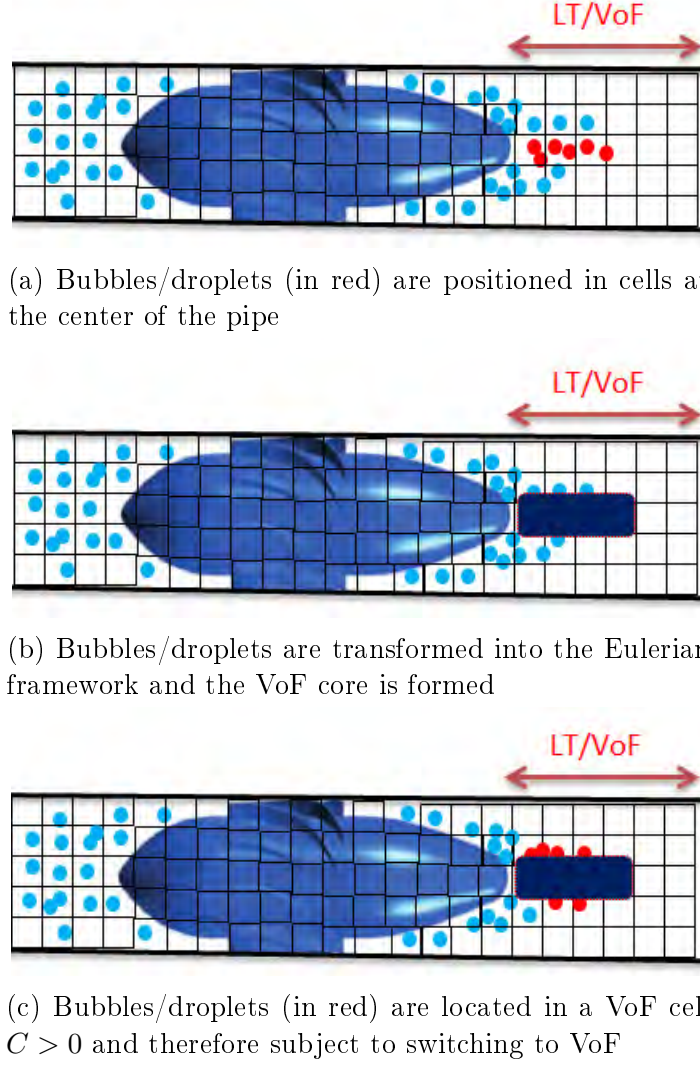 LT/VoF
(a) Bubbles/droplets (in red) are positioned in cells a
the center of the pipe
LT/VoF
(b) Bubbles/droplets are transformed into the Eulerian
framework and the VoF core is formed
LT/VoF
(c) Bubbles/droplets (in red) are located in a VoF cel
C > 0 and therefore subject to switching to VoF